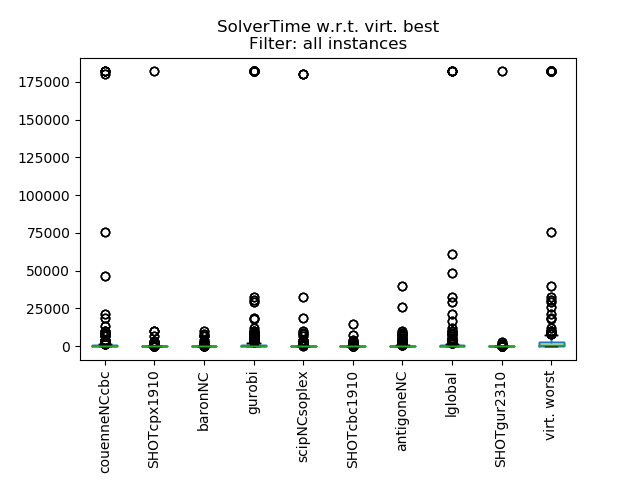 SolverTime w.r.t. virt. best
Filter: all instances
175000
150000
125000
100000
75000
50000
25000
0
couenneNCcbc
SHOTcpx1910
baronNC
gurobi
scipNCsoplex
SHOTcbc1910
antigoneNC
lglobal
SHOTgur2310
virt. worst